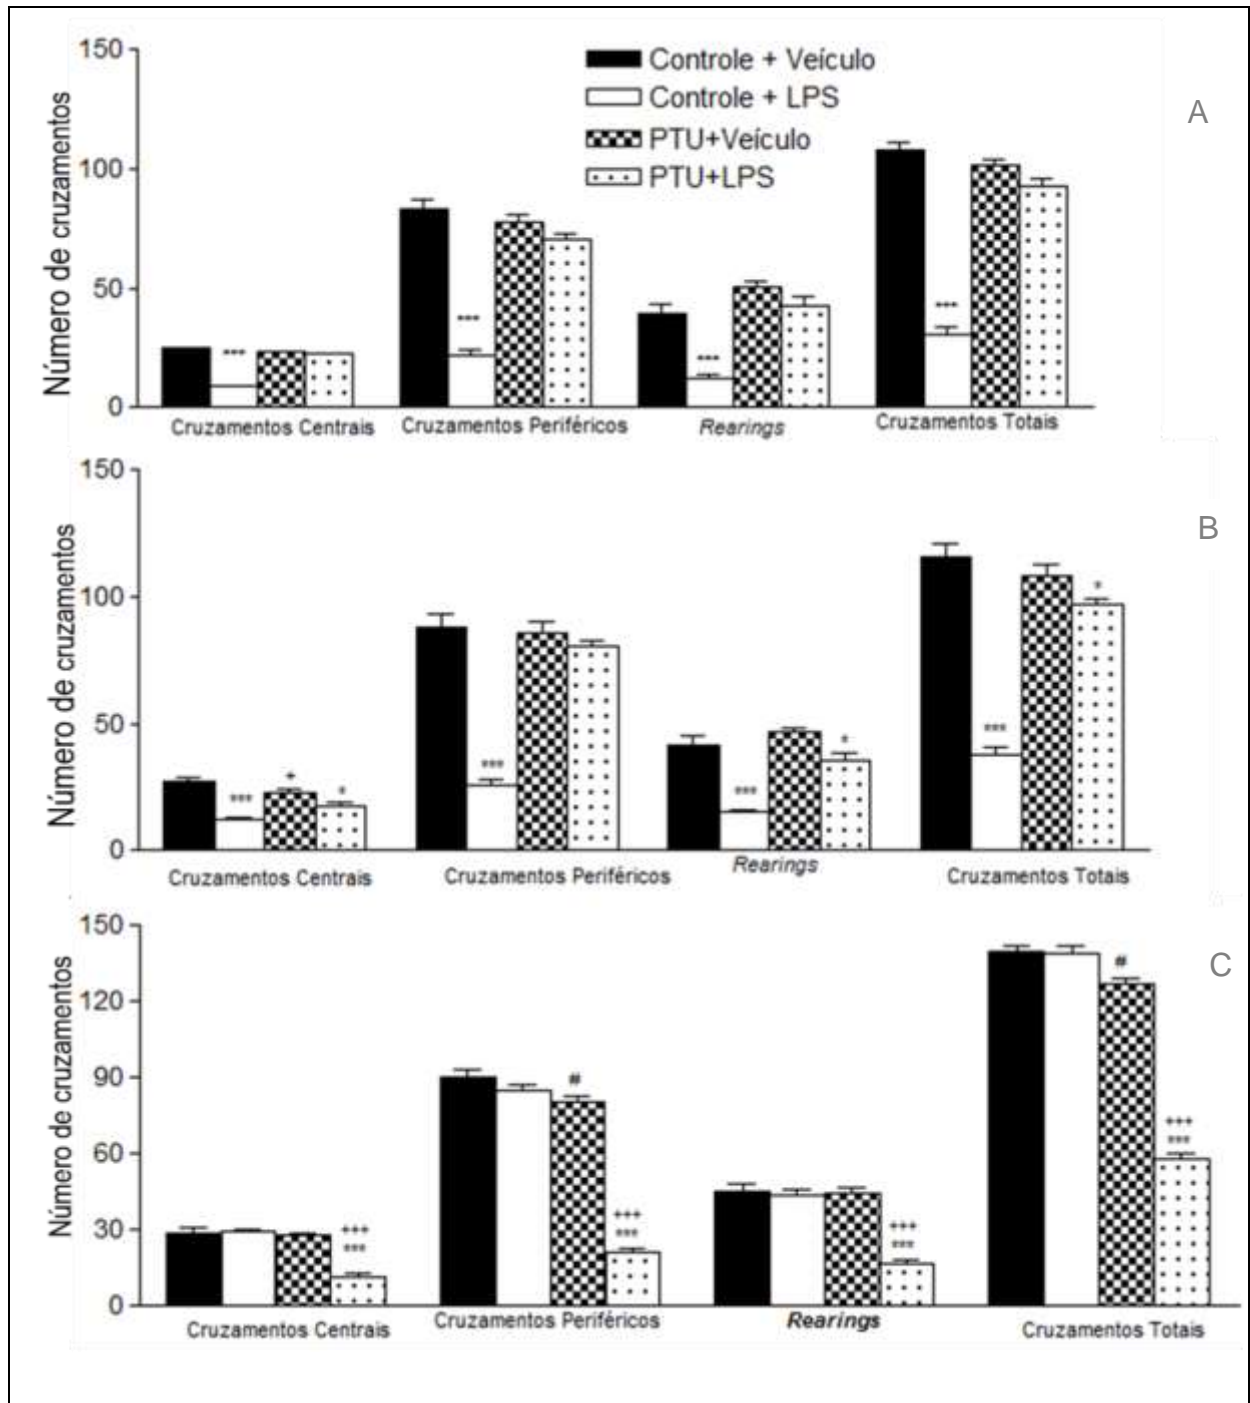 150
100
50
0
Número de cruzamentos
Controle + Veículo
Controle + LPS
PTU+Veículo
PTU+LPS
A
***
***
***
***
Cruzamentos Centrais
Cruzamentos Periféricos
Rearings
Cruzamentos Totais
150
100
50
0
Número de cruzamentos
B
***
+
*
***
***
*
***
*
Cruzamentos Centrais
Cruzamentos Periféricos
Rearings
Cruzamentos Totais
150
120
90
60
30
0
Número de cruzamentos
C
+++
***
#
+++
***
+++
***
#
+++
***
Cruzamentos Centrais
Cruzamentos Periféricos
Rearings
Cruzamentos Totais